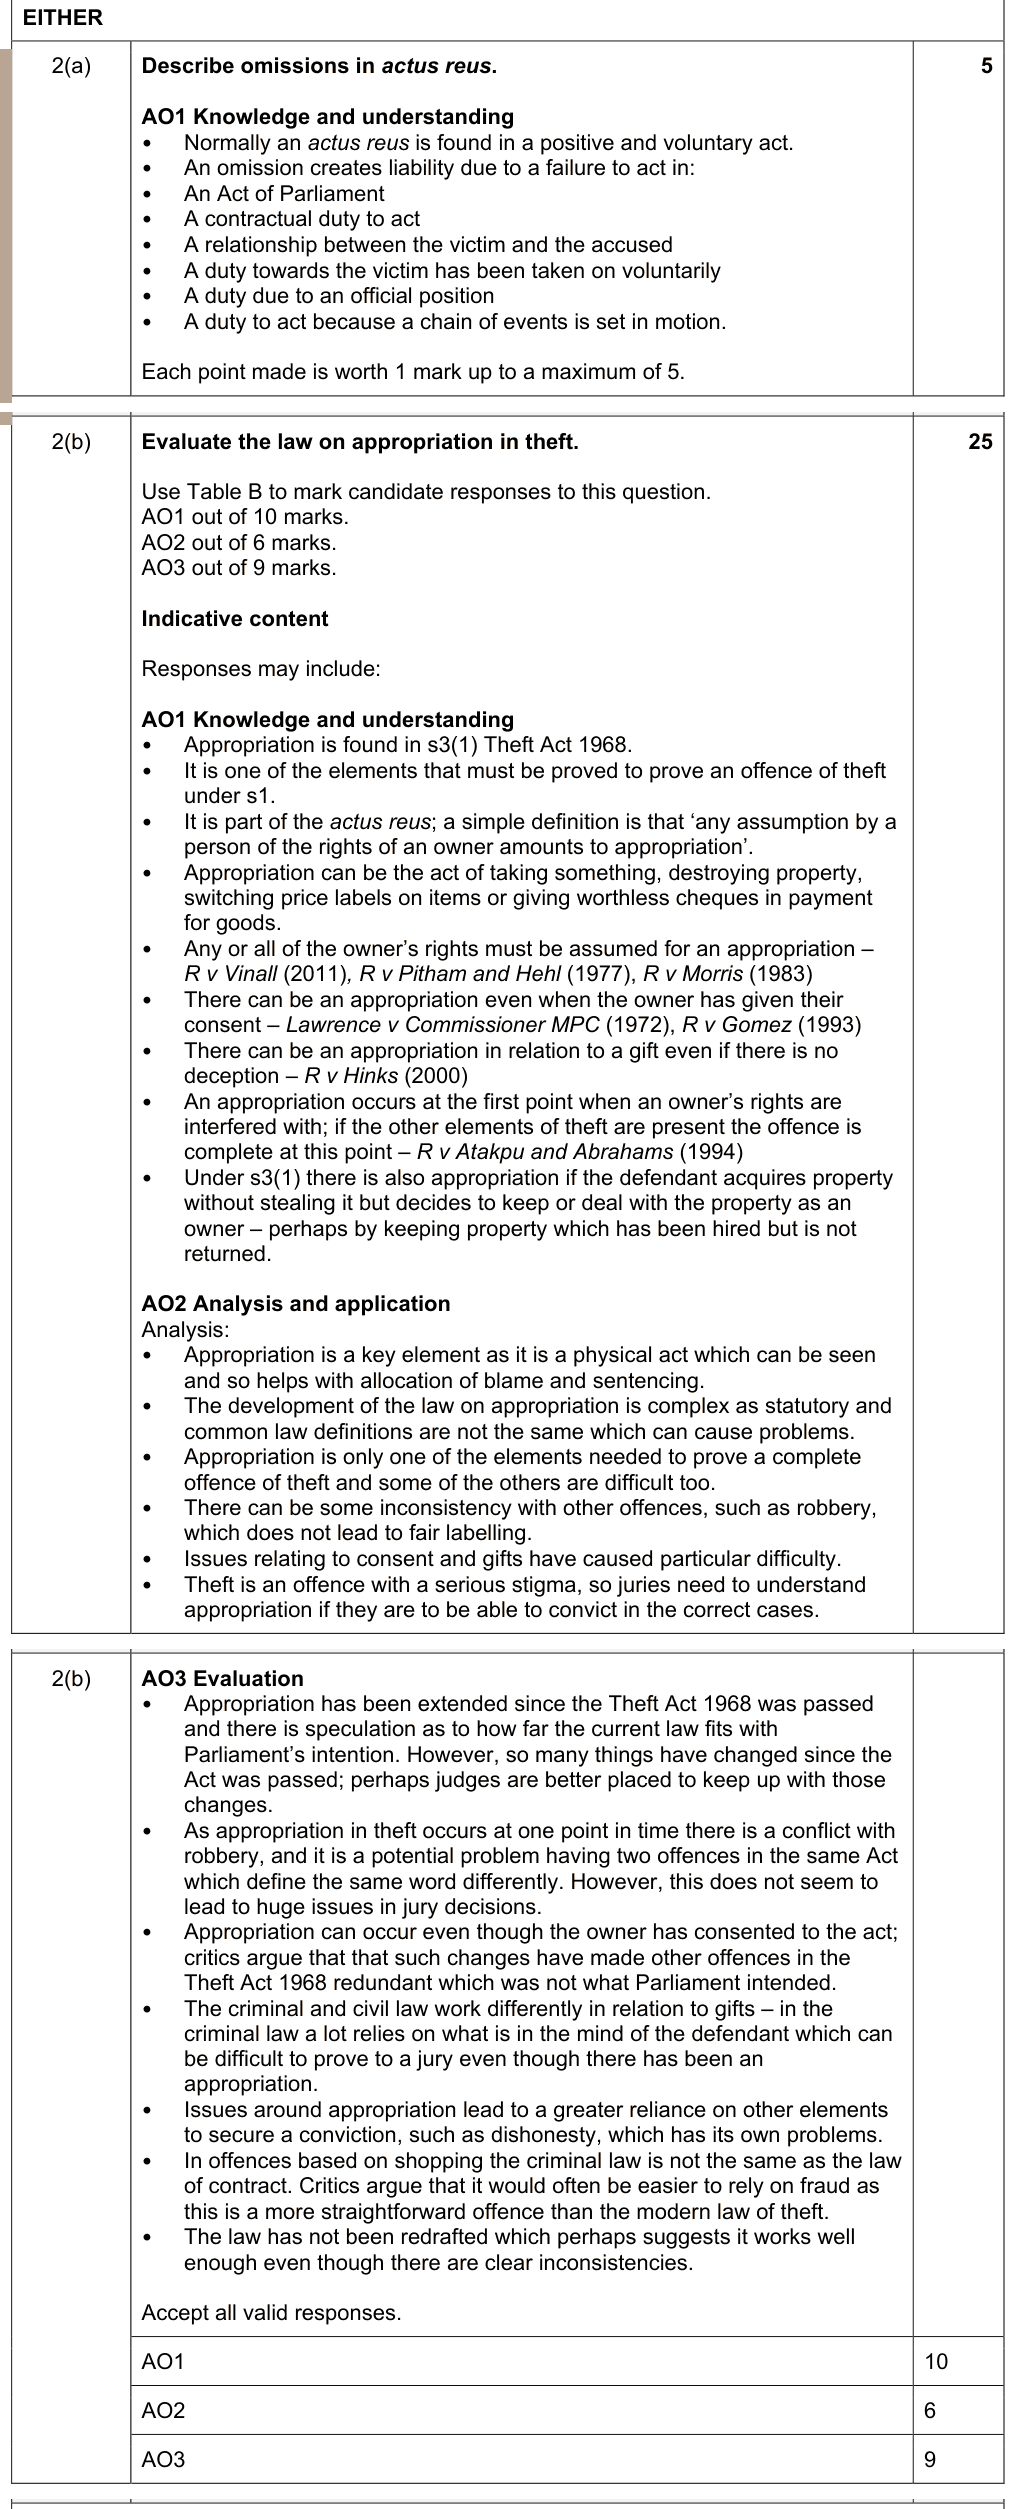 EITHER
2(a) Describe omissions in actus reus. 5
AO1 Knowledge and understanding
• Normally an actus reus is found in a positive and voluntary act.
• An omission creates liability due to a failure to act in:
• An Act of Parliament
• A contractual duty to act
• A relationship between the victim and the accused
• A duty towards the victim has been taken on voluntarily
• A duty due to an official position
• A duty to act because a chain of events is set in motion.
Each point made is worth 1 mark up to a maximum of 5.
2(b) Evaluate the law on appropriation in theft. 25
Use Table B to mark candidate responses to this question.
AO1 out of 10 marks.
AO2 out of 6 marks.
AO3 out of 9 marks.
Indicative content
Responses may include:
AO1 Knowledge and understanding
• Appropriation is found in s3(1) Theft Act 1968.
• It is one of the elements that must be proved to prove an offence of theft
under s1.
• It is part of the actus reus; a simple definition is that ‘any assumption by a
person of the rights of an owner amounts to appropriation’.
• Appropriation can be the act of taking something, destroying property,
switching price labels on items or giving worthless cheques in payment
for goods.
• Any or all of the owner’s rights must be assumed for an appropriation –
R v Vinall (2011), R v Pitham and Hehl (1977), R v Morris (1983)
• There can be an appropriation even when the owner has given their
consent – Lawrence v Commissioner MPC (1972), R v Gomez (1993)
• There can be an appropriation in relation to a gift even if there is no
deception – R v Hinks (2000)
• An appropriation occurs at the first point when an owner’s rights are
interfered with; if the other elements of theft are present the offence is
complete at this point – R v Atakpu and Abrahams (1994)
• Under s3(1) there is also appropriation if the defendant acquires property
without stealing it but decides to keep or deal with the property as an
owner – perhaps by keeping property which has been hired but is not
returned.
AO2 Analysis and application
Analysis:
• Appropriation is a key element as it is a physical act which can be seen
and so helps with allocation of blame and sentencing.
• The development of the law on appropriation is complex as statutory and
common law definitions are not the same which can cause problems.
• Appropriation is only one of the elements needed to prove a complete
offence of theft and some of the others are difficult too.
• There can be some inconsistency with other offences, such as robbery,
which does not lead to fair labelling.
• Issues relating to consent and gifts have caused particular difficulty.
• Theft is an offence with a serious stigma, so juries need to understand
appropriation if they are to be able to convict in the correct cases.
2(b) AO3 Evaluation
• Appropriation has been extended since the Theft Act 1968 was passed
and there is speculation as to how far the current law fits with
Parliament’s intention. However, so many things have changed since the
Act was passed; perhaps judges are better placed to keep up with those
changes.
• As appropriation in theft occurs at one point in time there is a conflict with
robbery, and it is a potential problem having two offences in the same Act
which define the same word differently. However, this does not seem to
lead to huge issues in jury decisions.
• Appropriation can occur even though the owner has consented to the act;
critics argue that that such changes have made other offences in the
Theft Act 1968 redundant which was not what Parliament intended.
• The criminal and civil law work differently in relation to gifts – in the
criminal law a lot relies on what is in the mind of the defendant which can
be difficult to prove to a jury even though there has been an
appropriation.
• Issues around appropriation lead to a greater reliance on other elements
to secure a conviction, such as dishonesty, which has its own problems.
• In offences based on shopping the criminal law is not the same as the law
of contract. Critics argue that it would often be easier to rely on fraud as
this is a more straightforward offence than the modern law of theft.
• The law has not been redrafted which perhaps suggests it works well
enough even though there are clear inconsistencies.
Accept all valid responses.
AO1 10
AO2 6
AO3 9